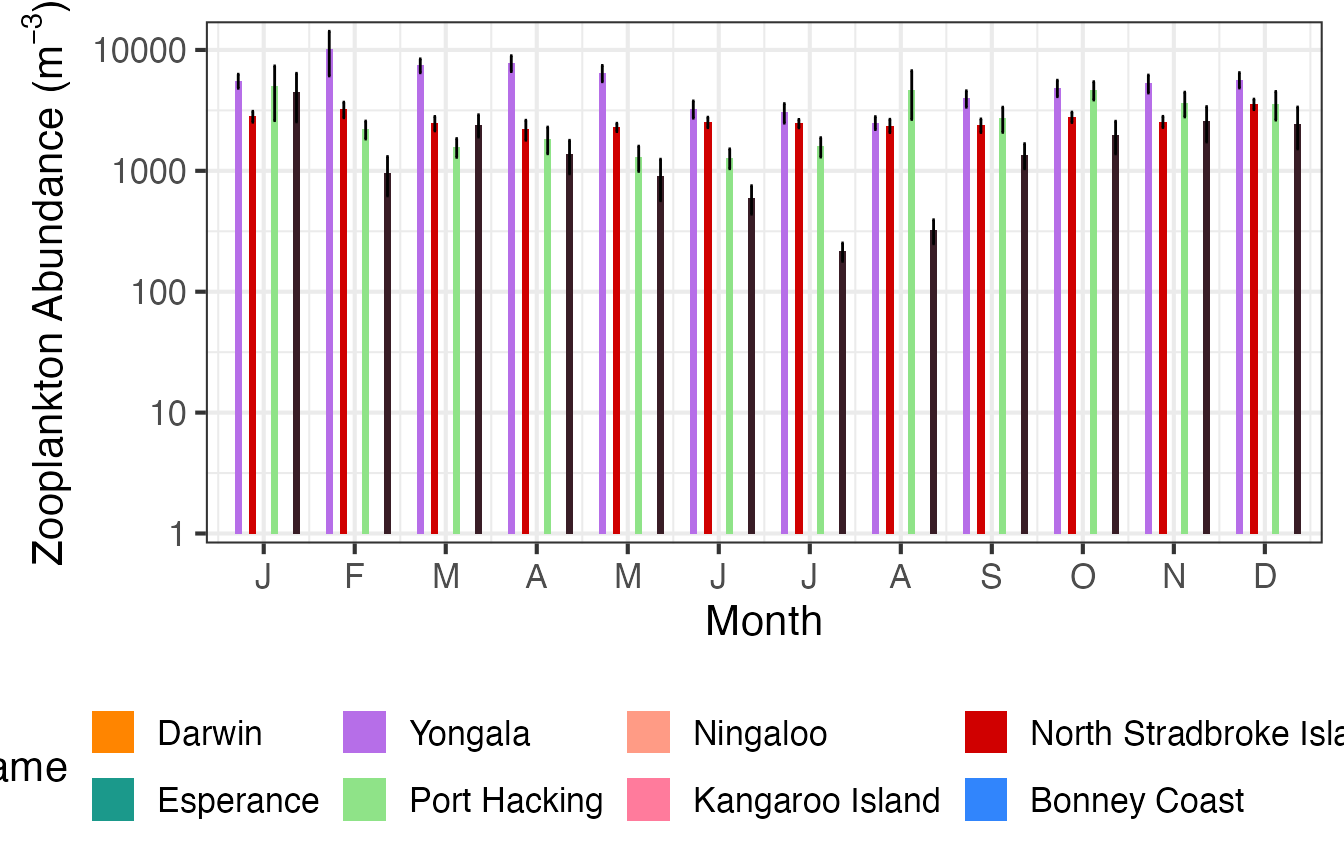 Zooplankton Abundance (m⁻³)
10000
1000
100
10
1
J F M A M J J A S O N D
Month
ame
Darwin Yongala Ningaloo North Stradbroke Isla
Esperance Port Hacking Kangaroo Island Bonney Coast